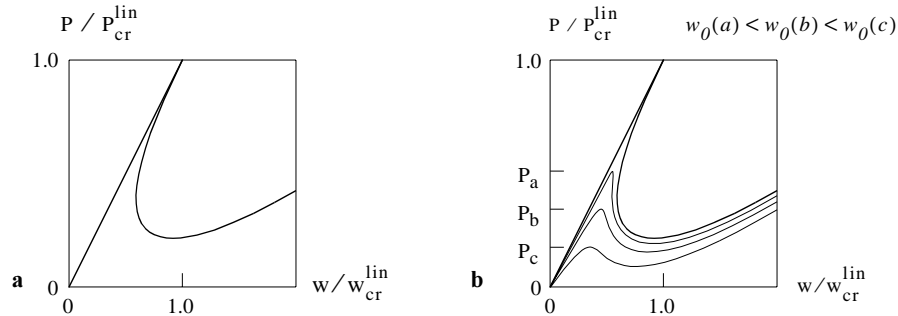 P / P_cr^lin
1.0
0
0
1.0
w / w_cr^lin
a
P / P_cr^lin
w_0(a) < w_0(b) < w_0(c)
1.0
P_a
P_b
P_c
0
0
1.0
w/w_cr^lin
b